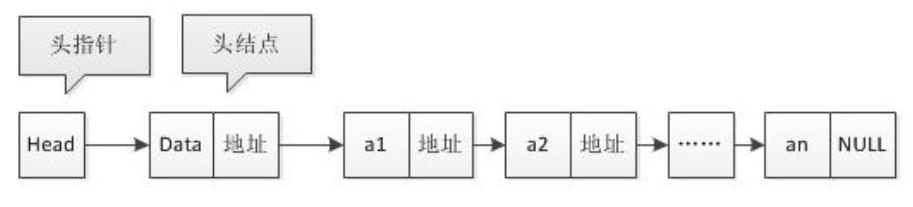 头指针
头结点
Head
Data 地址
a1 地址
a2 地址
……
an NULL